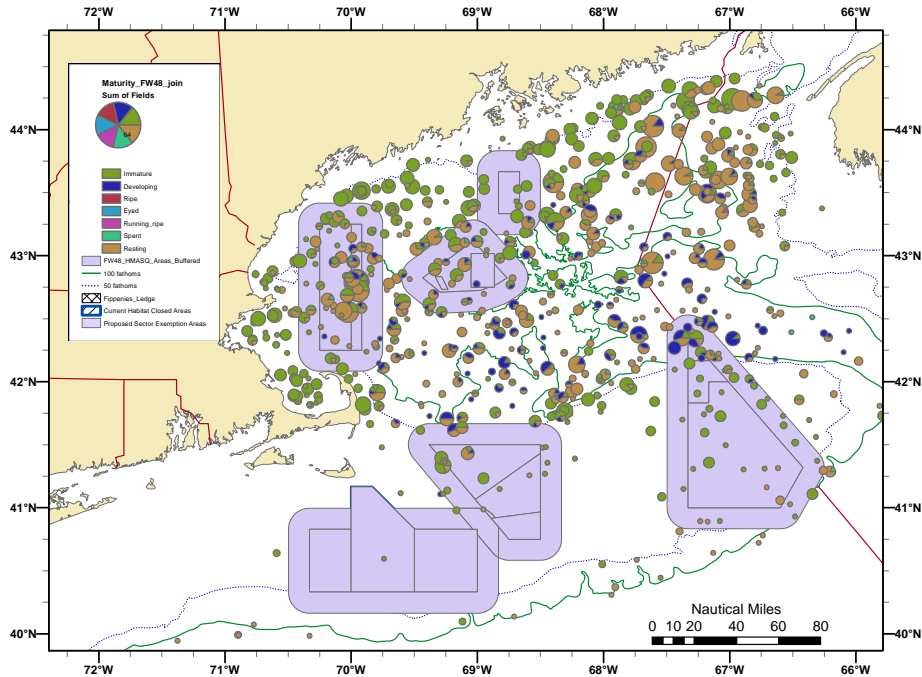 72°W 71°W 70°W 69°W 68°W 67°W 66°W
Maturity_FW48_join
Sum of Fields
64
Immature
Developing
Ripe
Eyed
Running_ripe
Spent
Resting
FW48_HMASQ_Areas_Buffered
100 fathoms
50 fathoms
Fippenies_Ledge
Current Habitat Closed Areas
Proposed Sector Exemption Areas
44°N 44°N
43°N 43°N
42°N 42°N
41°N 41°N
40°N 40°N
Nautical Miles
0 10 20 40 60 80
72°W 71°W 70°W 69°W 68°W 67°W 66°W